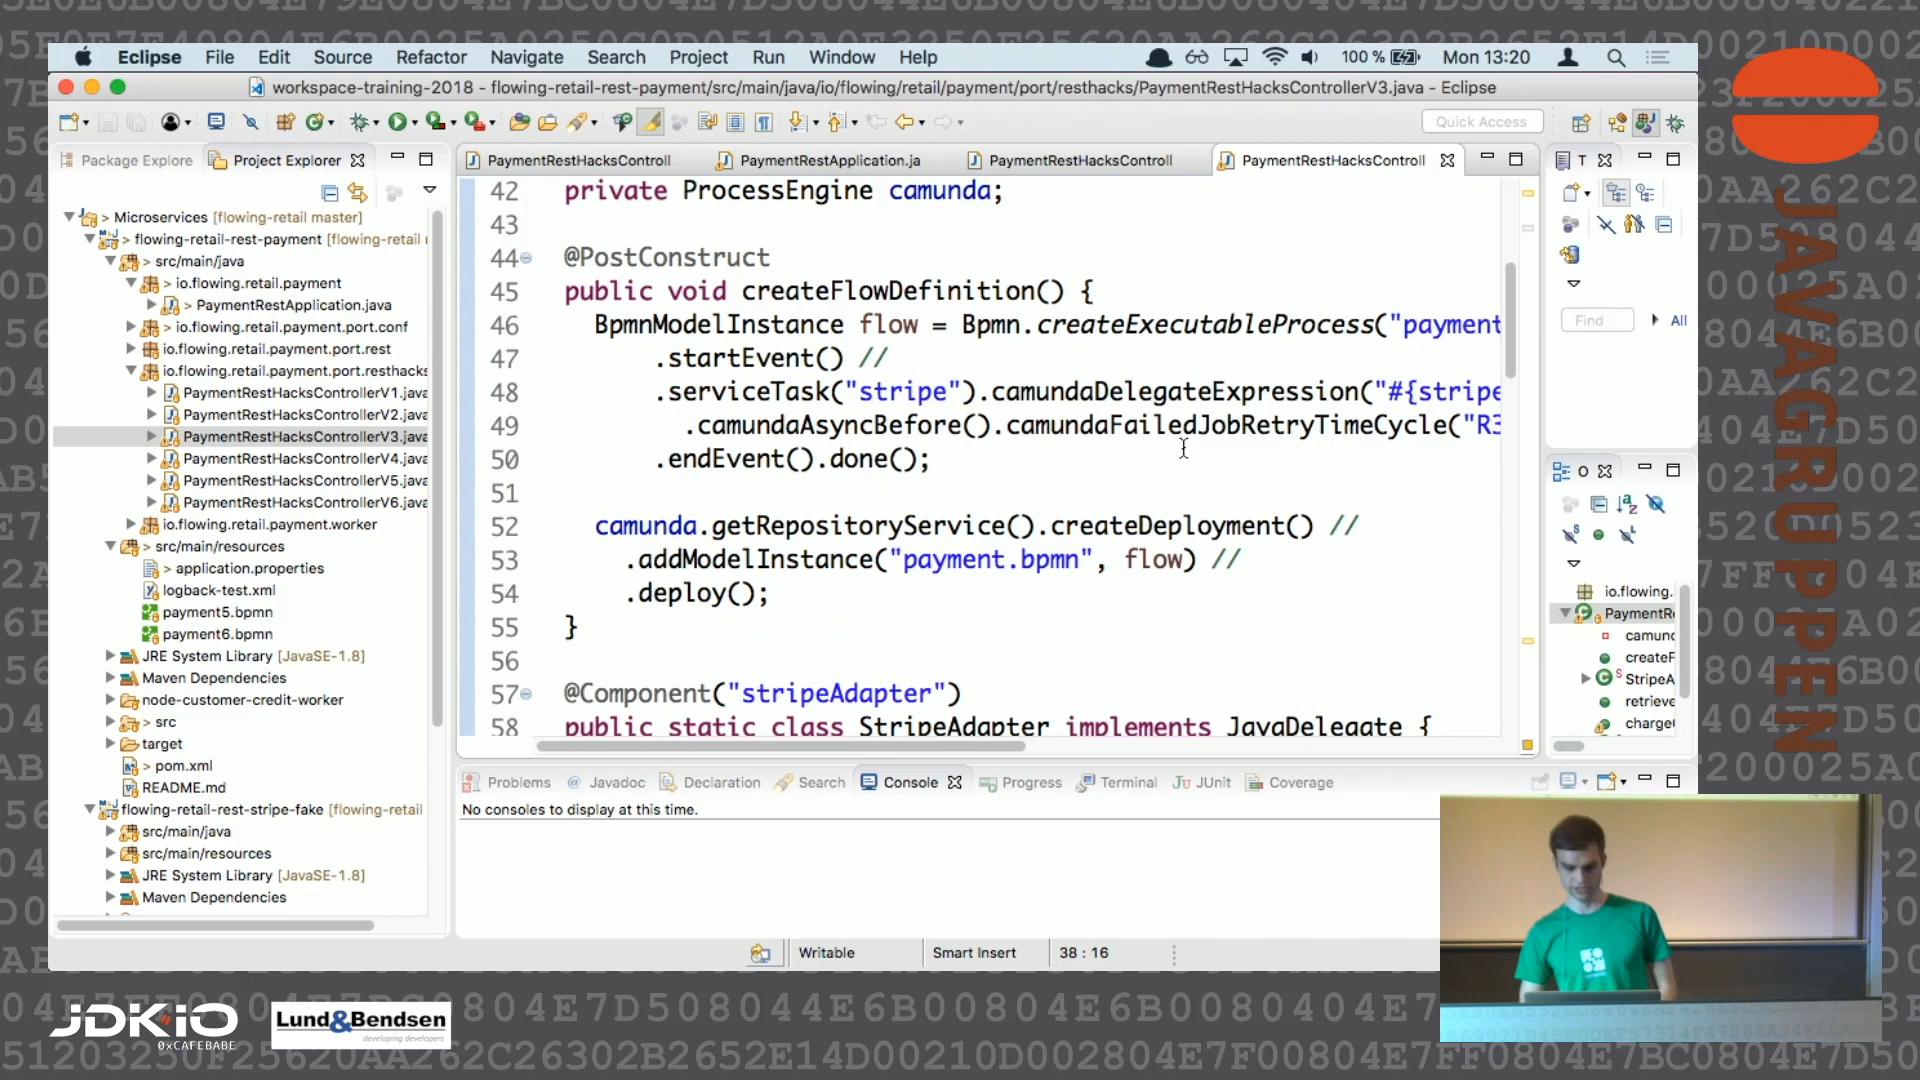 Eclipse File Edit Source Refactor Navigate Search Project Run Window Help 100 % Mon 13:20
workspace-training-2018 - flowing-retail-rest-payment/src/main/java/io/flowing/retail/payment/port/resthacks/PaymentRestHacksControllerV3.java - Eclipse
Quick Access
Package Explore Project Explorer
PaymentRestHacksControll PaymentRestApplication.ja PaymentRestHacksControll PaymentRestHacksControll
T
> Microservices [flowing-retail master]
> flowing-retail-rest-payment [flowing-retail
> src/main/java
> io.flowing.retail.payment
> PaymentRestApplication.java
> io.flowing.retail.payment.port.conf
io.flowing.retail.payment.port.rest
io.flowing.retail.payment.port.resthacks
PaymentRestHacksControllerV1.java
PaymentRestHacksControllerV2.java
PaymentRestHacksControllerV3.java
PaymentRestHacksControllerV4.java
PaymentRestHacksControllerV5.java
PaymentRestHacksControllerV6.java
io.flowing.retail.payment.worker
> src/main/resources
> application.properties
logback-test.xml
payment5.bpmn
payment6.bpmn
JRE System Library [JavaSE-1.8]
Maven Dependencies
node-customer-credit-worker
> src
target
> pom.xml
README.md
flowing-retail-rest-stripe-fake [flowing-retail
src/main/java
src/main/resources
JRE System Library [JavaSE-1.8]
Maven Dependencies
42 private ProcessEngine camunda;
43
44 @PostConstruct
45 public void createFlowDefinition() {
46 BpmnModelInstance flow = Bpmn.createExecutableProcess("payment
47 .startEvent() //
48 .serviceTask("stripe").camundaDelegateExpression("#{stripe
49 .camundaAsyncBefore().camundaFailedJobRetryTimeCycle("R3
50 .endEvent().done();
51
52 camunda.getRepositoryService().createDeployment() //
53 .addModelInstance("payment.bpmn", flow) //
54 .deploy();
55 }
56
57 @Component("stripeAdapter")
58 public static class StripeAdapter implements JavaDelegate {
Find All
O
io.flowing.
PaymentR
camund
createF
StripeA
retrieve
charge
Problems Javadoc Declaration Search Console Progress Terminal JUnit Coverage
No consoles to display at this time.
Writable Smart Insert 38 : 16
JAVAGRUPPEN
JDK.IO
0xCAFEBABE
Lund&Bendsen
developing developers